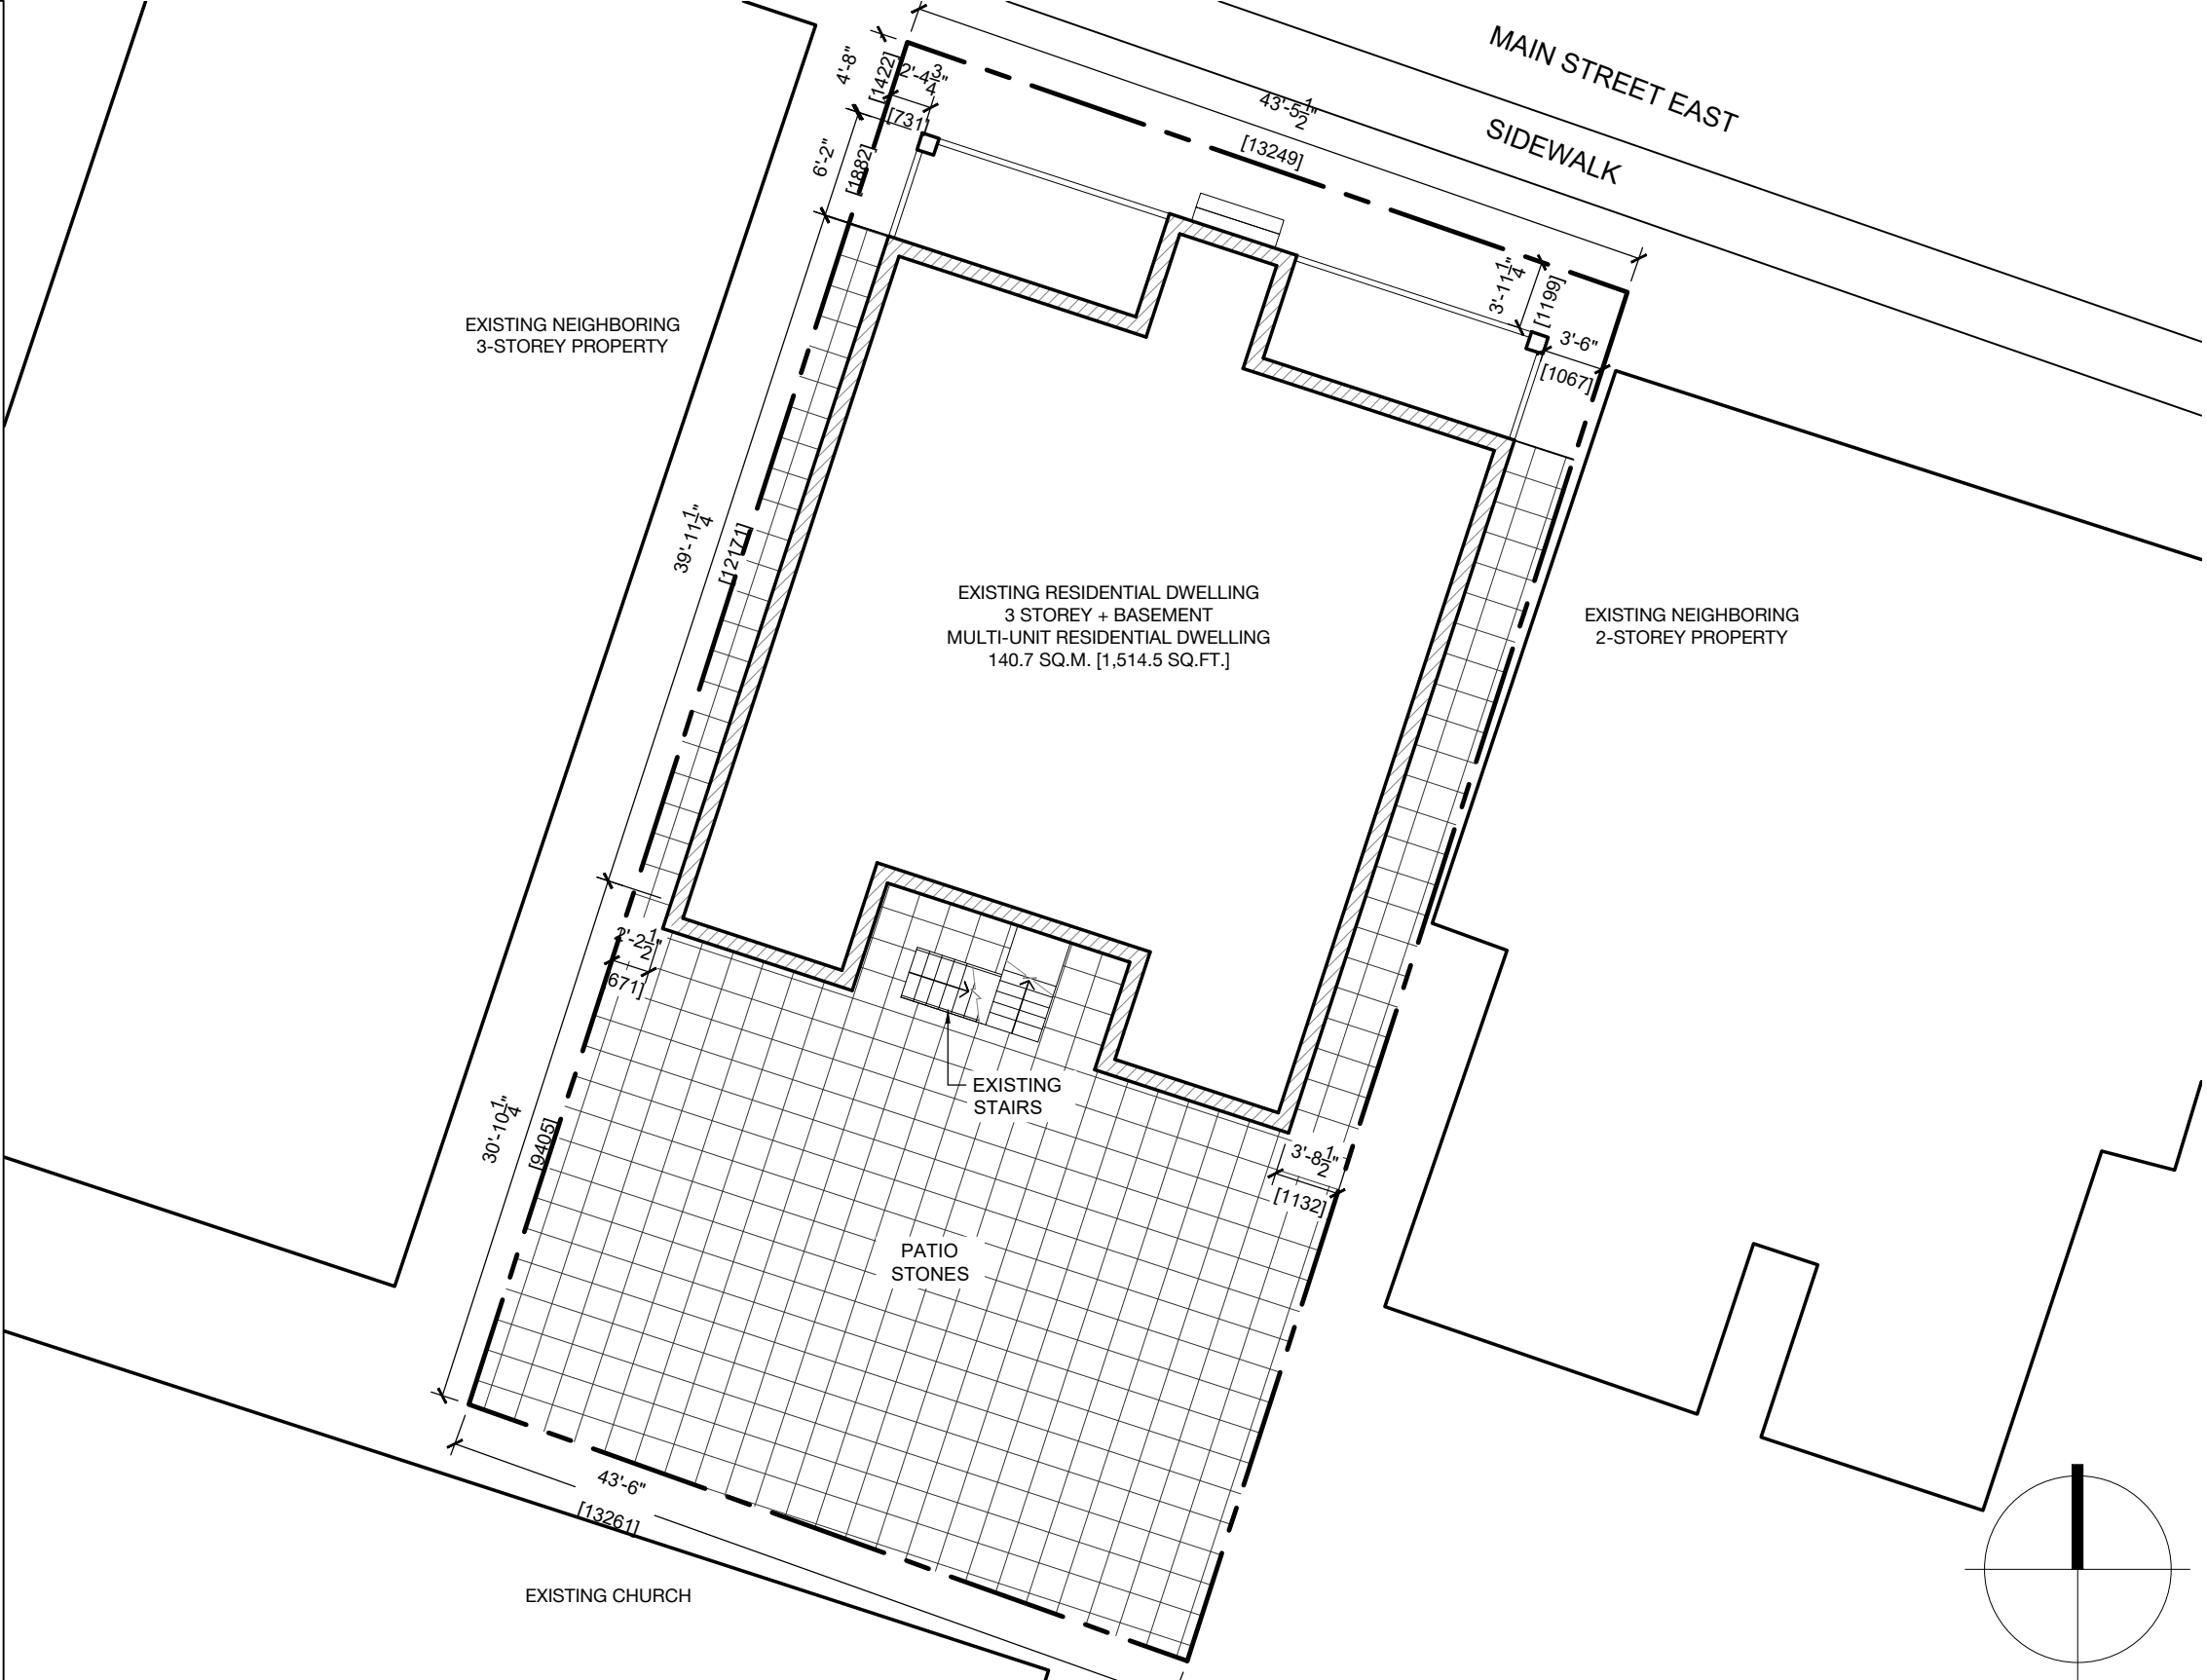 MAIN STREET EAST
SIDEWALK
4'-8"
[1422]
2'-4 3/4"
[731]
43'-5 1/2"
[13249]
6'-2"
[1882]
3'-11 1/4"
[1199]
3'-6"
[1067]
EXISTING NEIGHBORING
3-STOREY PROPERTY
39'-11 1/4"
[12171]
EXISTING RESIDENTIAL DWELLING
3 STOREY + BASEMENT
MULTI-UNIT RESIDENTIAL DWELLING
140.7 SQ.M. [1,514.5 SQ.FT.]
EXISTING NEIGHBORING
2-STOREY PROPERTY
2'-2 1/2"
671]
EXISTING
STAIRS
30'-10 1/4"
[9405]
3'-8 1/2"
[1132]
PATIO
STONES
43'-6"
[13261]
EXISTING CHURCH